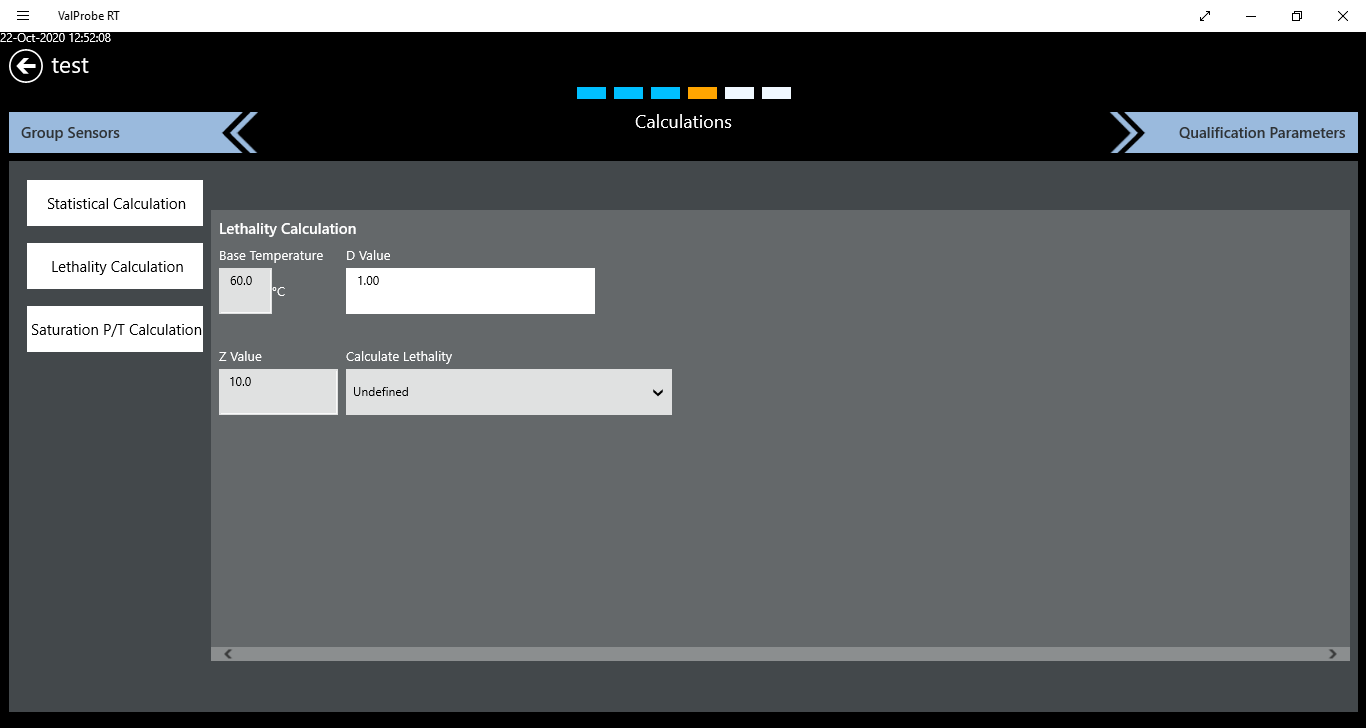 ValProbe RT
22-Oct-2020 12:52:08
test
Group Sensors
Calculations
Qualification Parameters
Statistical Calculation
Lethality Calculation
Saturation P/T Calculation
Lethality Calculation
Base Temperature D Value
60.0 °C 1.00
Z Value Calculate Lethality
10.0 Undefined